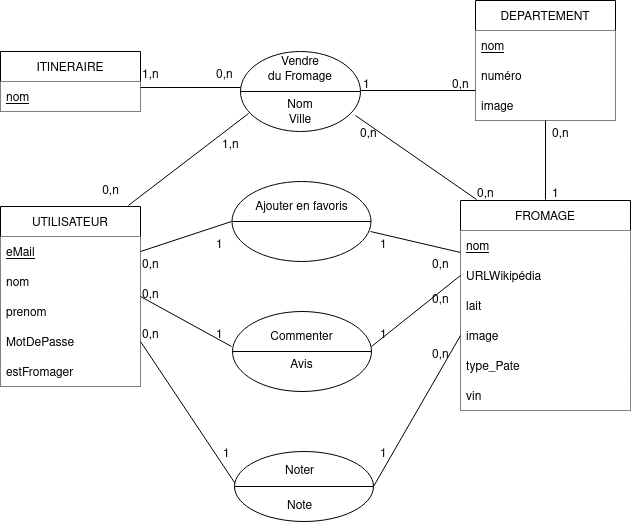 DEPARTEMENT
nom
numéro
image
ITINERAIRE
nom
1,n
0,n
Vendre
du Fromage
Nom
Ville
1
0,n
1,n
0,n
0,n
0,n
0,n
1
UTILISATEUR
eMail
nom
prenom
MotDePasse
estFromager
FROMAGE
nom
URLWikipédia
lait
image
type_Pate
vin
Ajouter en favoris
1
0,n
1
0,n
Commenter
Avis
0,n
1
1
0,n
Noter
Note
0,n
1
1
0,n